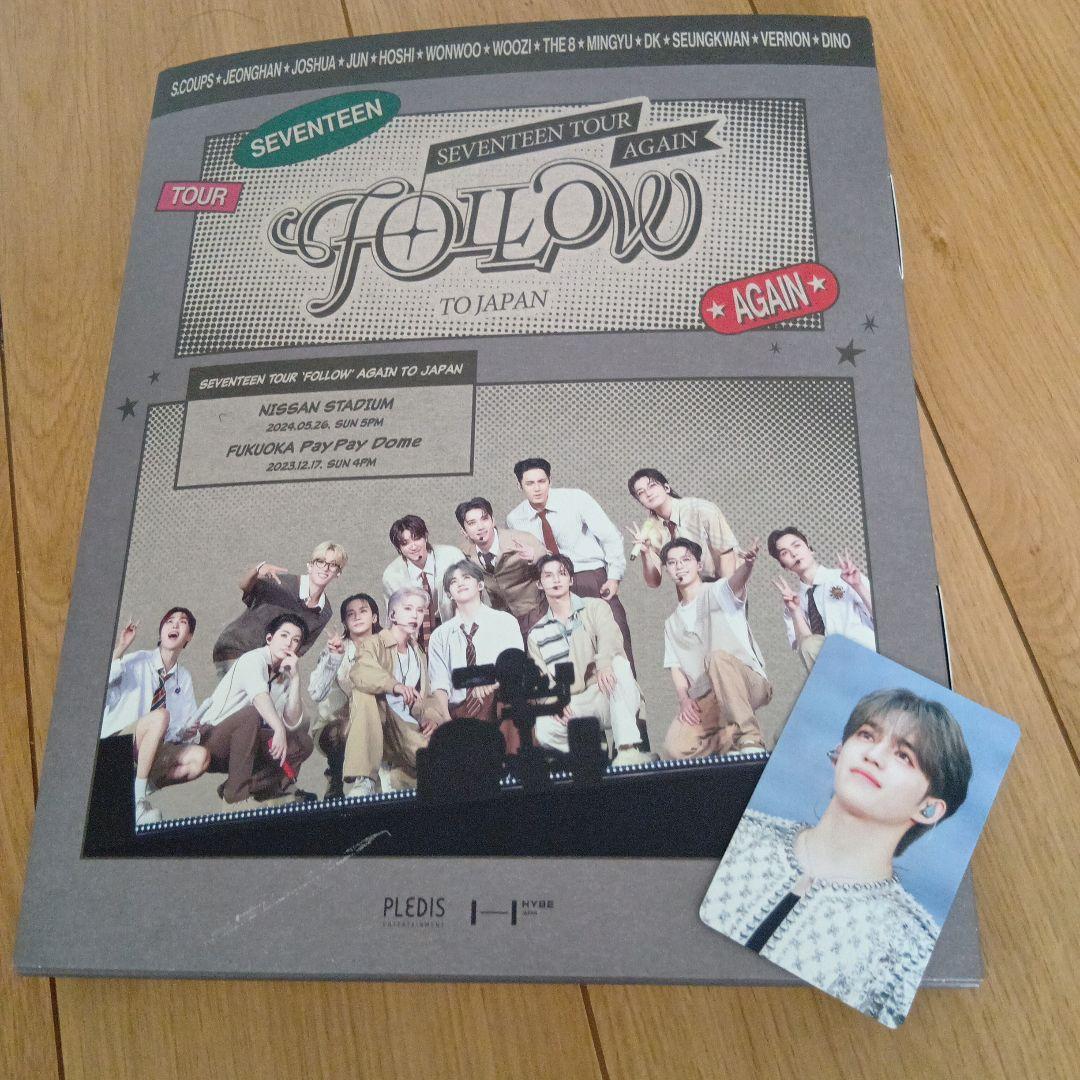 S.COUPS★JEONGHAN★JOSHUA★JUN★HOSHI★WONWOO★WOOZI★THE 8★MINGYU★DK★SEUNGKWAN★VERNON★DINO
SEVENTEEN
TOUR
SEVENTEEN TOUR
AGAIN
FOLLOW
TO JAPAN
★AGAIN★
SEVENTEEN TOUR 'FOLLOW' AGAIN TO JAPAN
NISSAN STADIUM
2024.05.26. SUN 5PM
FUKUOKA PayPay Dome
2023.12.17. SUN 4PM
PLEDIS
ENTERTAINMENT
HYBE
JAPAN